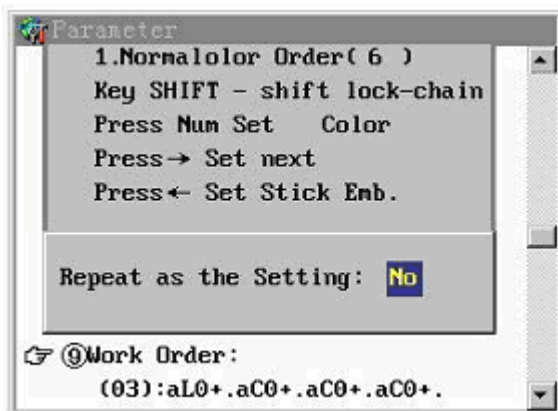 Parameter
1.Normalolor Order( 6 )
Key SHIFT - shift lock-chain
Press Num Set Color
Press→ Set next
Press← Set Stick Emb.
Repeat as the Setting: No
☞ ⑨Work Order:
(03):aL0+.aC0+.aC0+.aC0+.